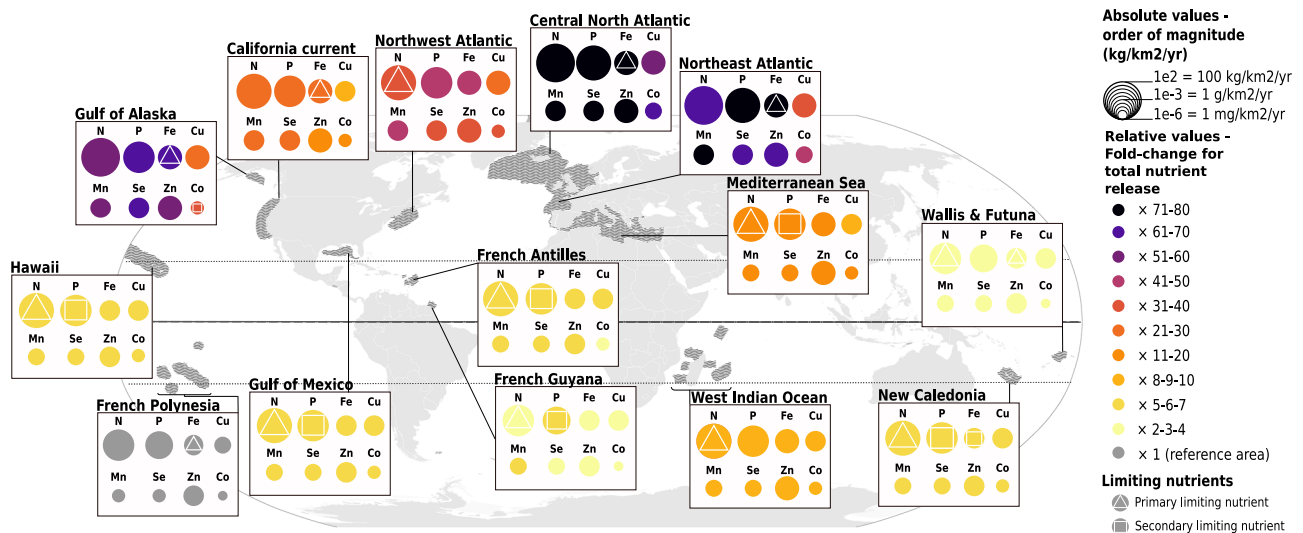 Central North Atlantic
N P Fe Cu
Mn Se Zn Co
Northwest Atlantic
N P Fe Cu
Mn Se Zn Co
California current
N P Fe Cu
Mn Se Zn Co
Northeast Atlantic
N P Fe Cu
Mn Se Zn Co
Gulf of Alaska
N P Fe Cu
Mn Se Zn Co
Mediterranean Sea
N P Fe Cu
Mn Se Zn Co
Wallis & Futuna
N P Fe Cu
Mn Se Zn Co
French Antilles
N P Fe Cu
Mn Se Zn Co
Hawaii
N P Fe Cu
Mn Se Zn Co
French Polynesia
N P Fe Cu
Mn Se Zn Co
Gulf of Mexico
N P Fe Cu
Mn Se Zn Co
French Guyana
N P Fe Cu
Mn Se Zn Co
West Indian Ocean
N P Fe Cu
Mn Se Zn Co
New Caledonia
N P Fe Cu
Mn Se Zn Co
Absolute values -
order of magnitude
(kg/km2/yr)
1e2 = 100 kg/km2/yr
1e-3 = 1 g/km2/yr
1e-6 = 1 mg/km2/yr
Relative values -
Fold-change for
total nutrient
release
× 71-80
× 61-70
× 51-60
× 41-50
× 31-40
× 21-30
× 11-20
× 8-9-10
× 5-6-7
× 2-3-4
× 1 (reference area)
Limiting nutrients
Primary limiting nutrient
Secondary limiting nutrient